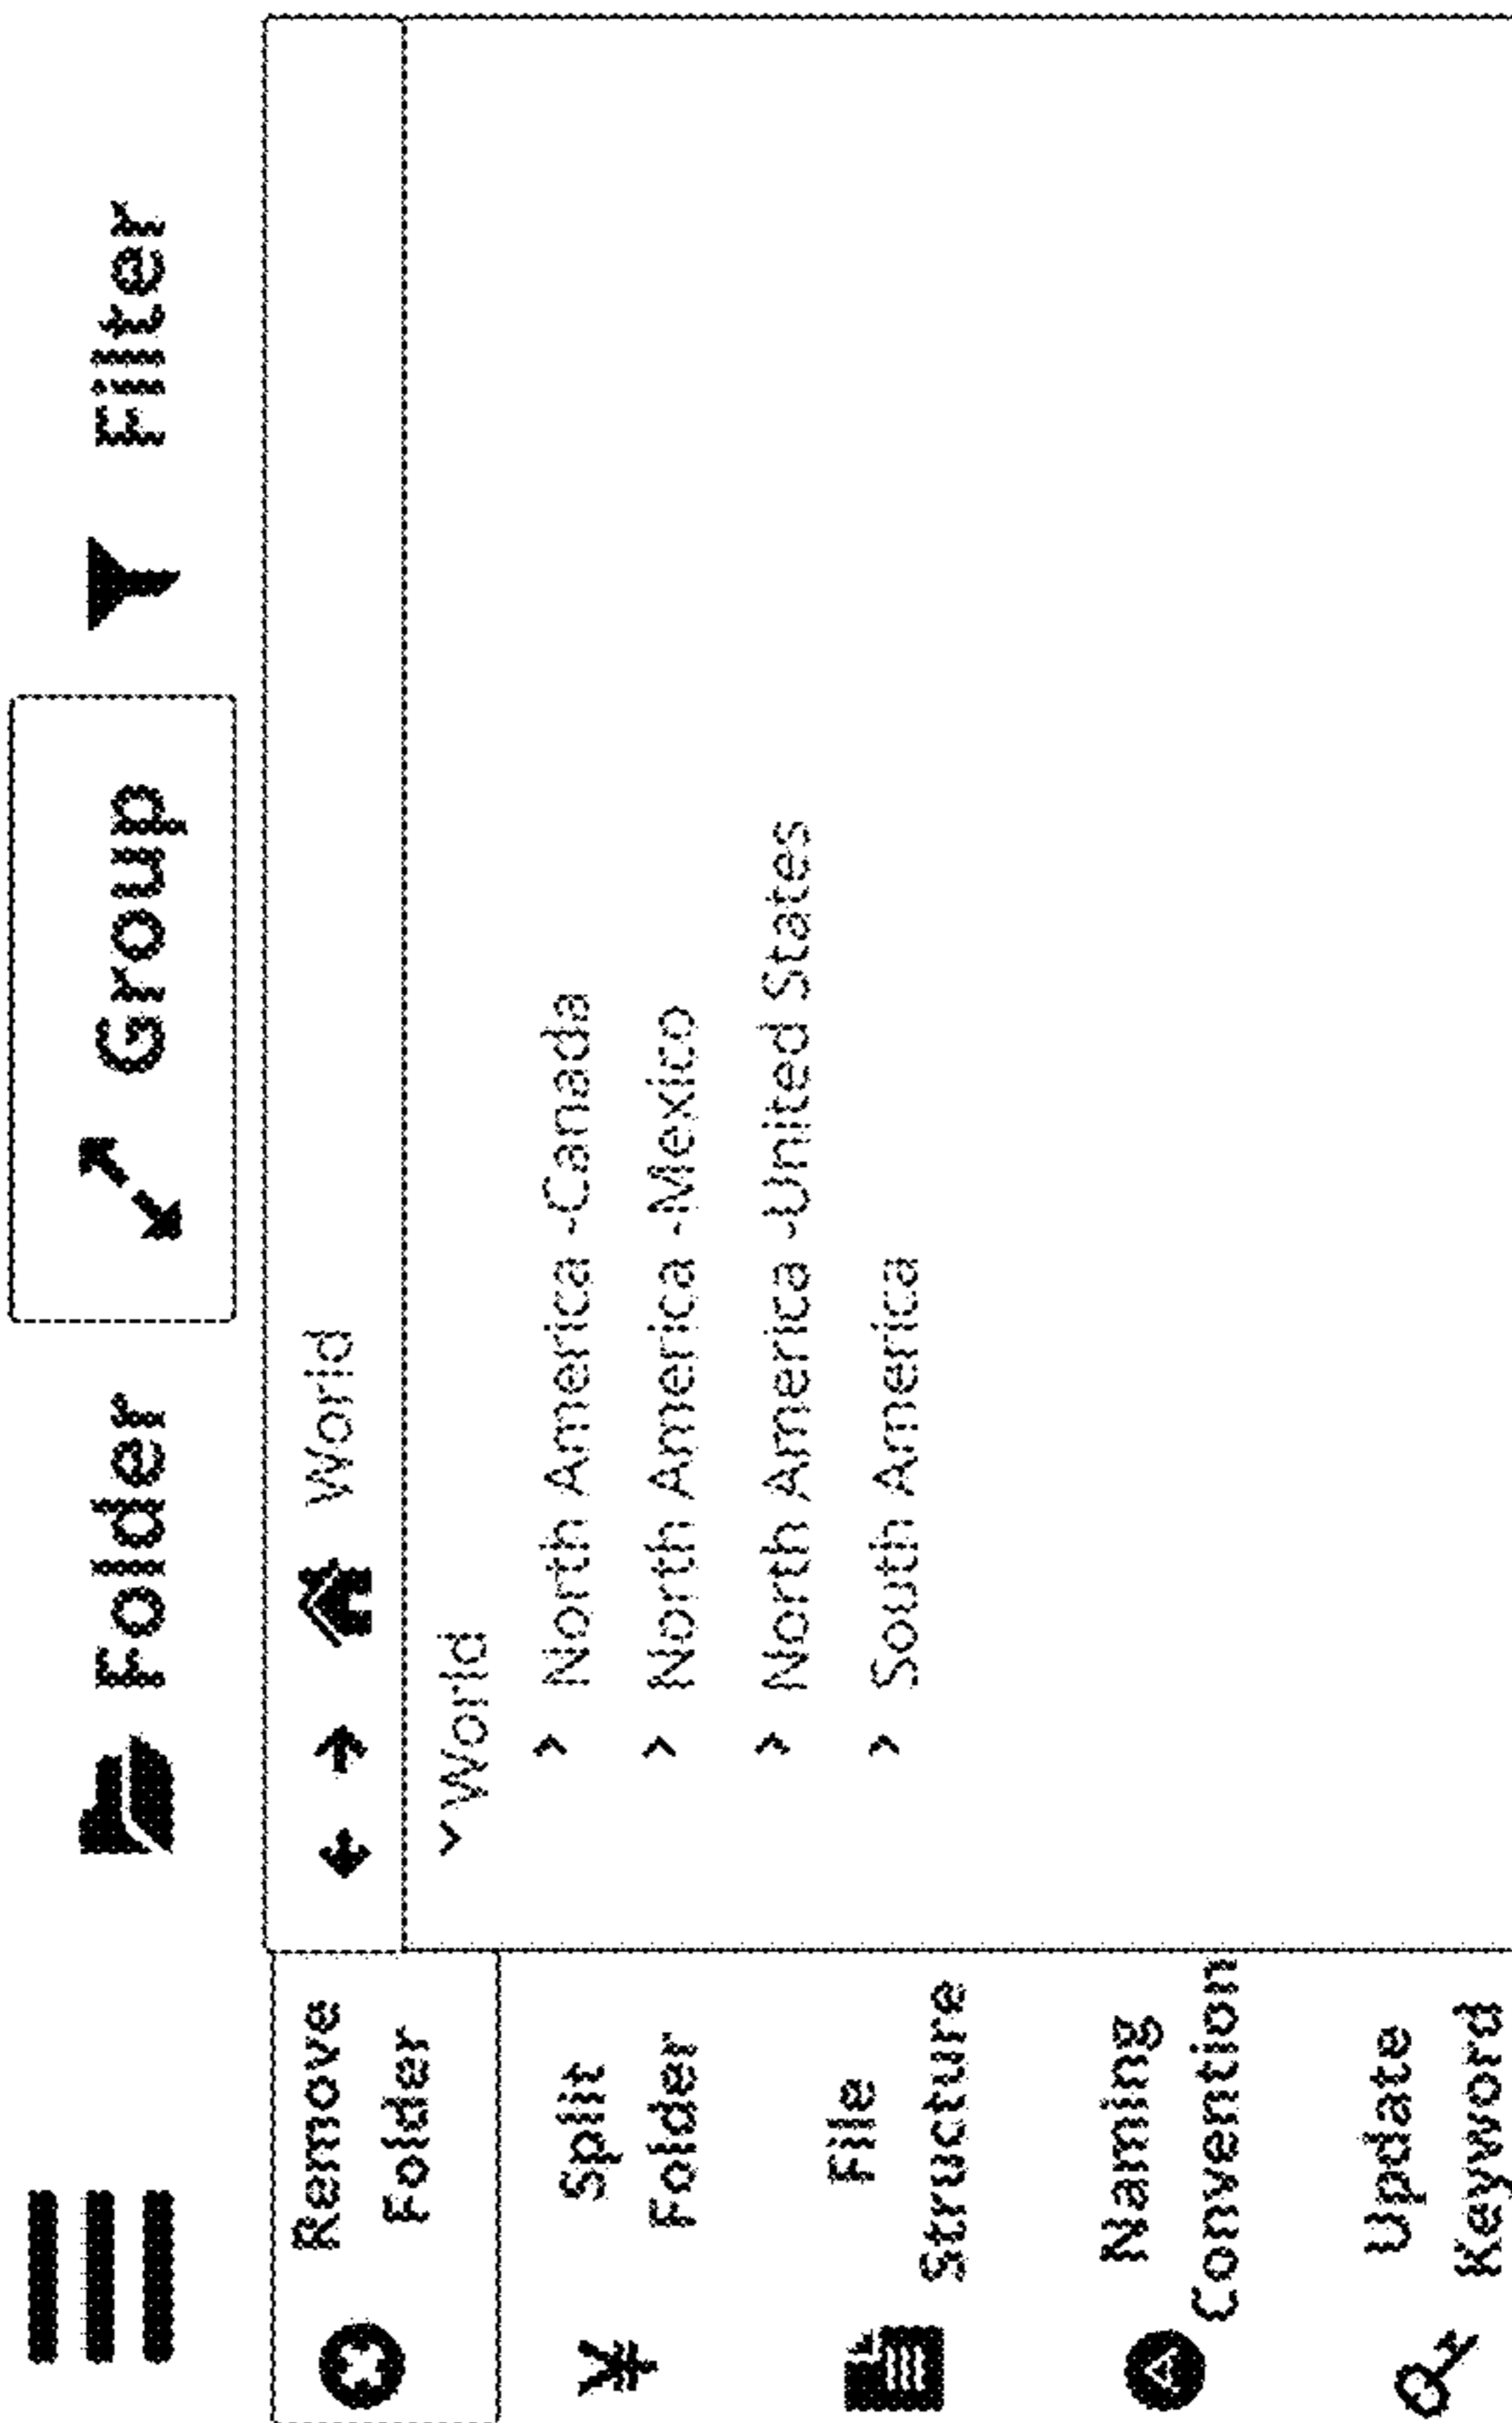 Folder Group Filter
World
World
North America -Canada
North America -Mexico
North America -United States
South America
Remove
Folder
Split
Folder
File
Structure
Naming
Convention
Update
Keyword